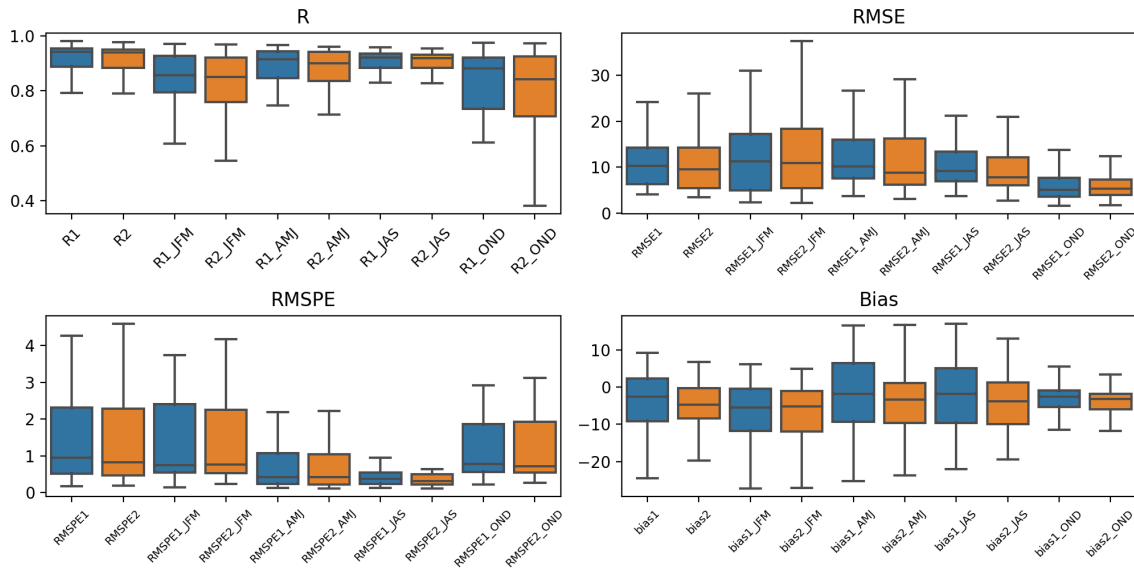 R
1.0
0.8
0.6
0.4
R1
R2
R1_JFM
R2_JFM
R1_AMJ
R2_AMJ
R1_JAS
R2_JAS
R1_OND
R2_OND
RMSE
30
20
10
0
RMSE1
RMSE2
RMSE1_JFM
RMSE2_JFM
RMSE1_AMJ
RMSE2_AMJ
RMSE1_JAS
RMSE2_JAS
RMSE1_OND
RMSE2_OND
RMSPE
4
3
2
1
0
RMSPE1
RMSPE2
RMSPE1_JFM
RMSPE2_JFM
RMSPE1_AMJ
RMSPE2_AMJ
RMSPE1_JAS
RMSPE2_JAS
RMSPE1_OND
RMSPE2_OND
Bias
10
0
−10
−20
bias1
bias2
bias1_JFM
bias2_JFM
bias1_AMJ
bias2_AMJ
bias1_JAS
bias2_JAS
bias1_OND
bias2_OND